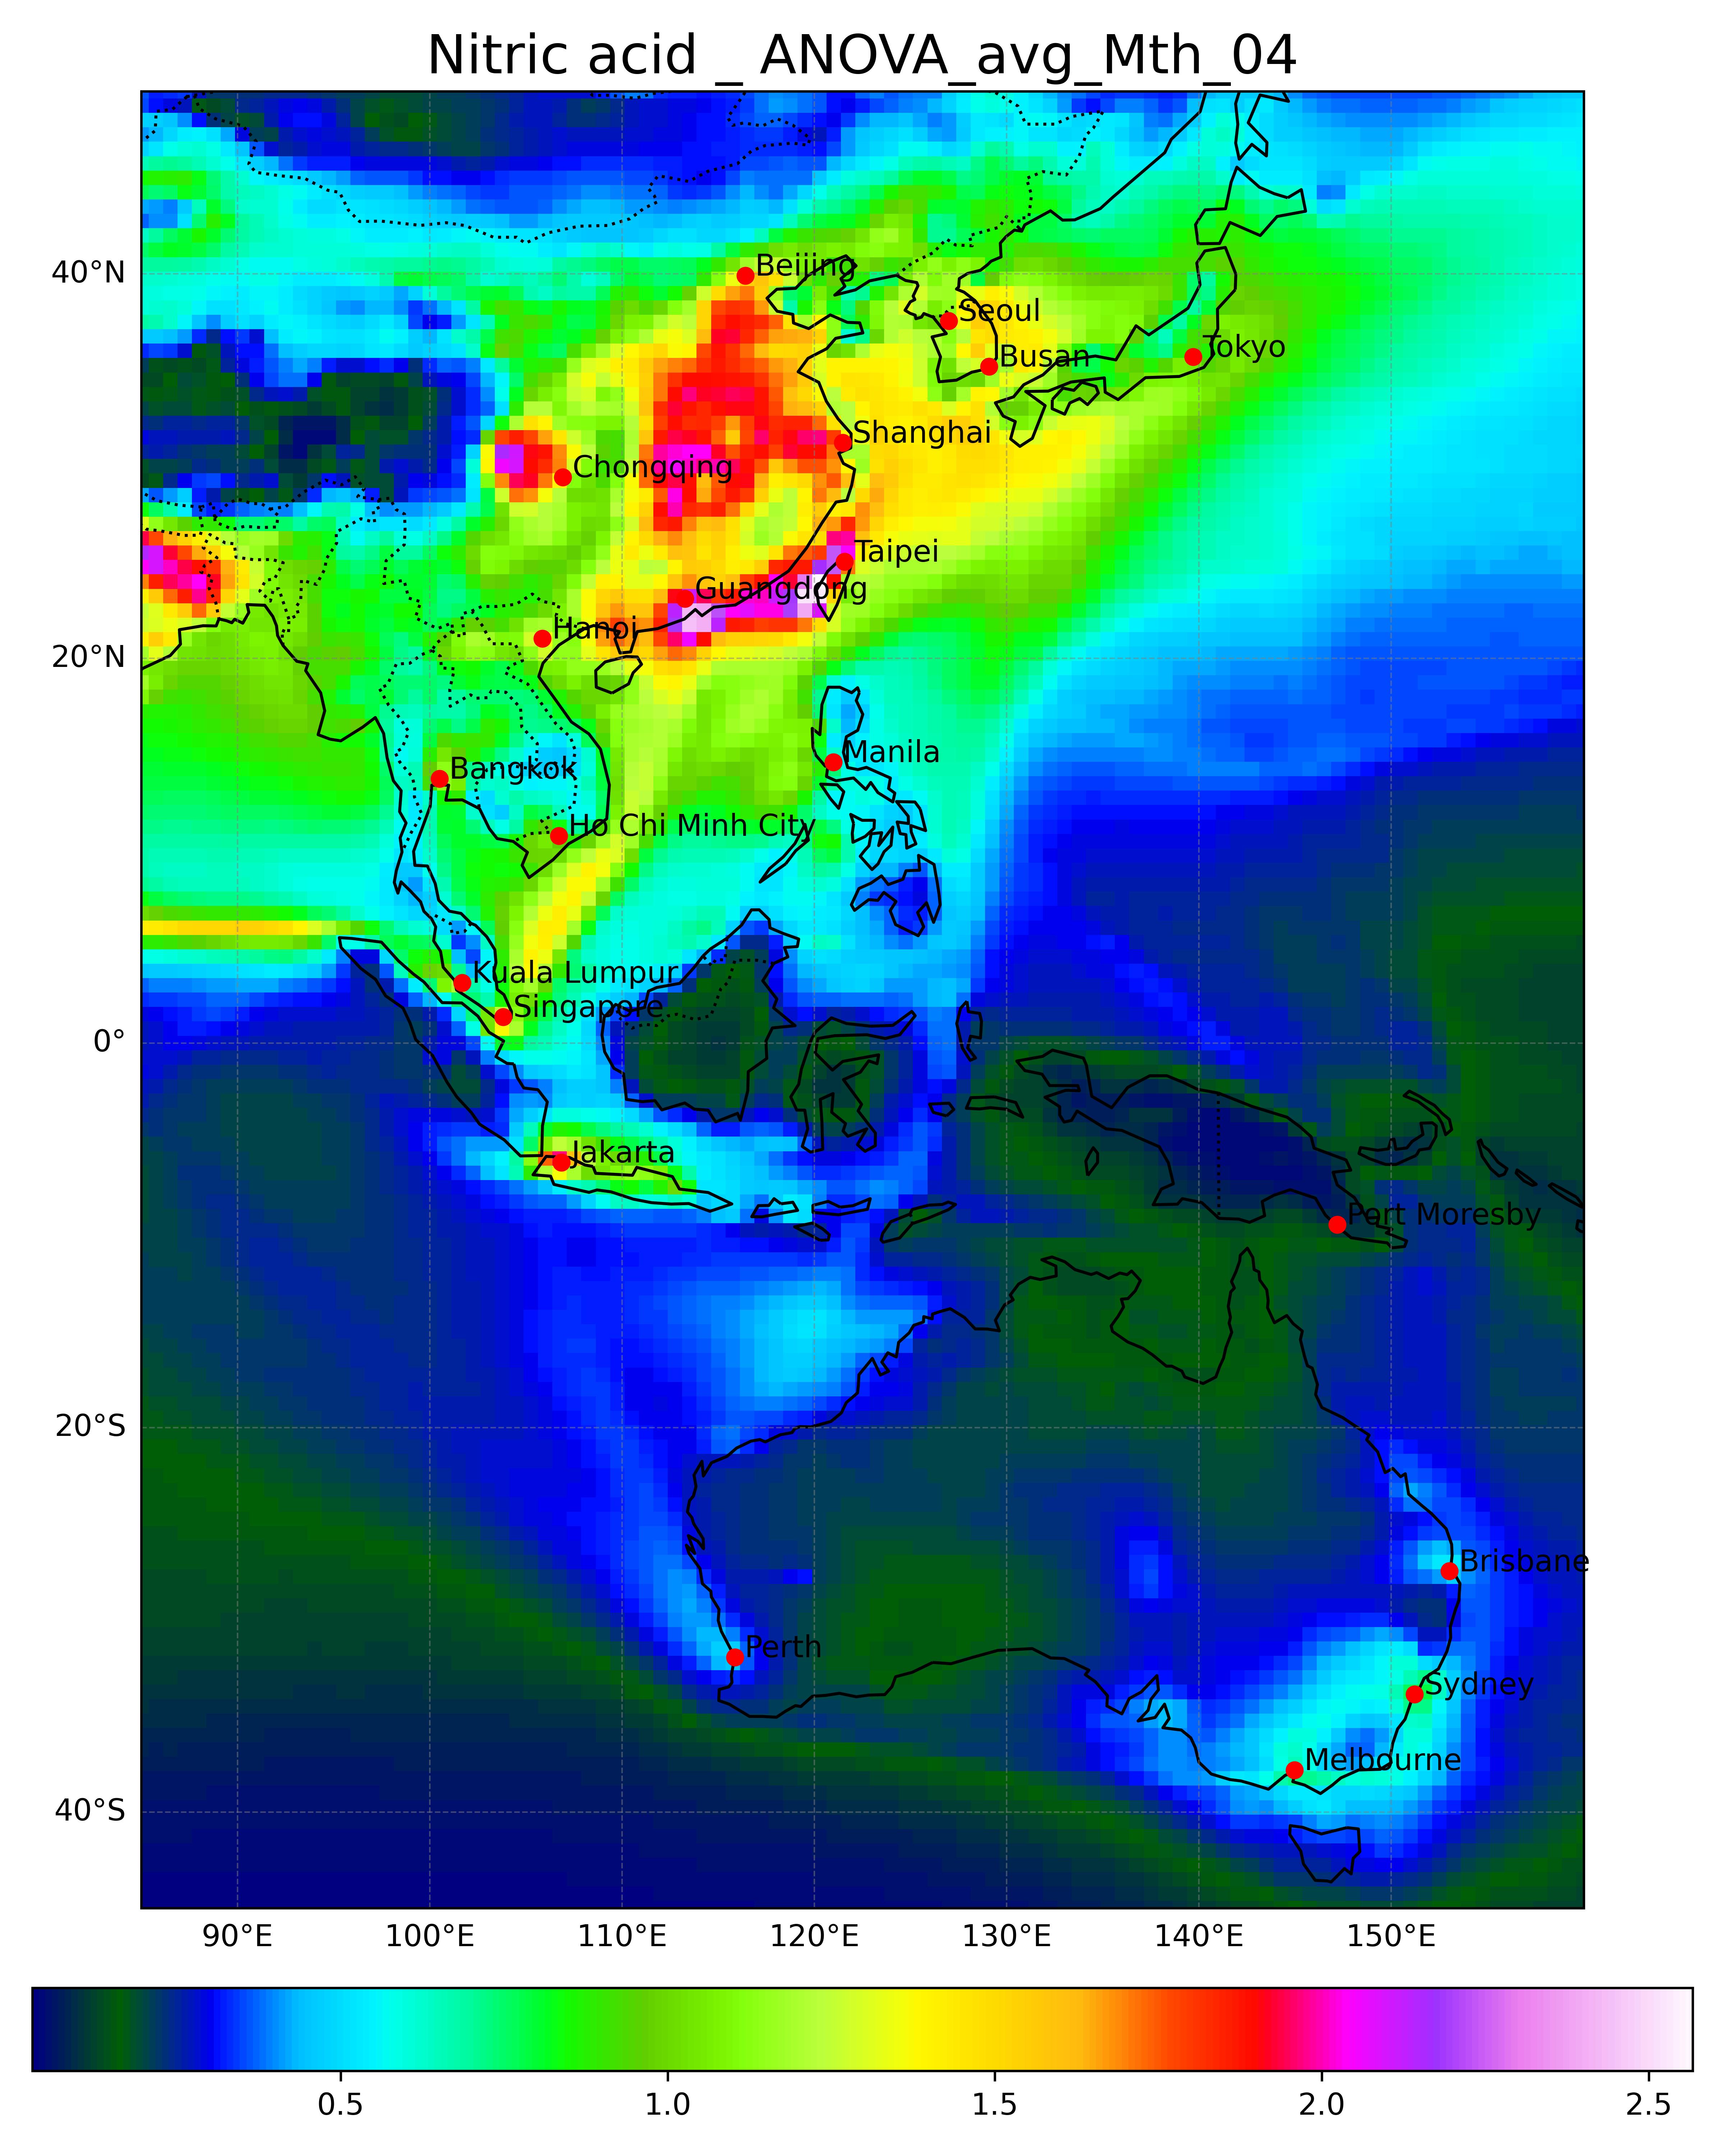 Nitric acid _ ANOVA_avg_Mth_04
40°N
Beijing
Seoul
Tokyo
Busan
Shanghai
Chongqing
Taipei
Guangdong
Hanoi
20°N
Manila
Bangkok
Ho Chi Minh City
Kuala Lumpur
Singapore
0°
Jakarta
Port Moresby
20°S
Brisbane
Perth
Sydney
Melbourne
40°S
90°E 100°E 110°E 120°E 130°E 140°E 150°E
0.5 1.0 1.5 2.0 2.5